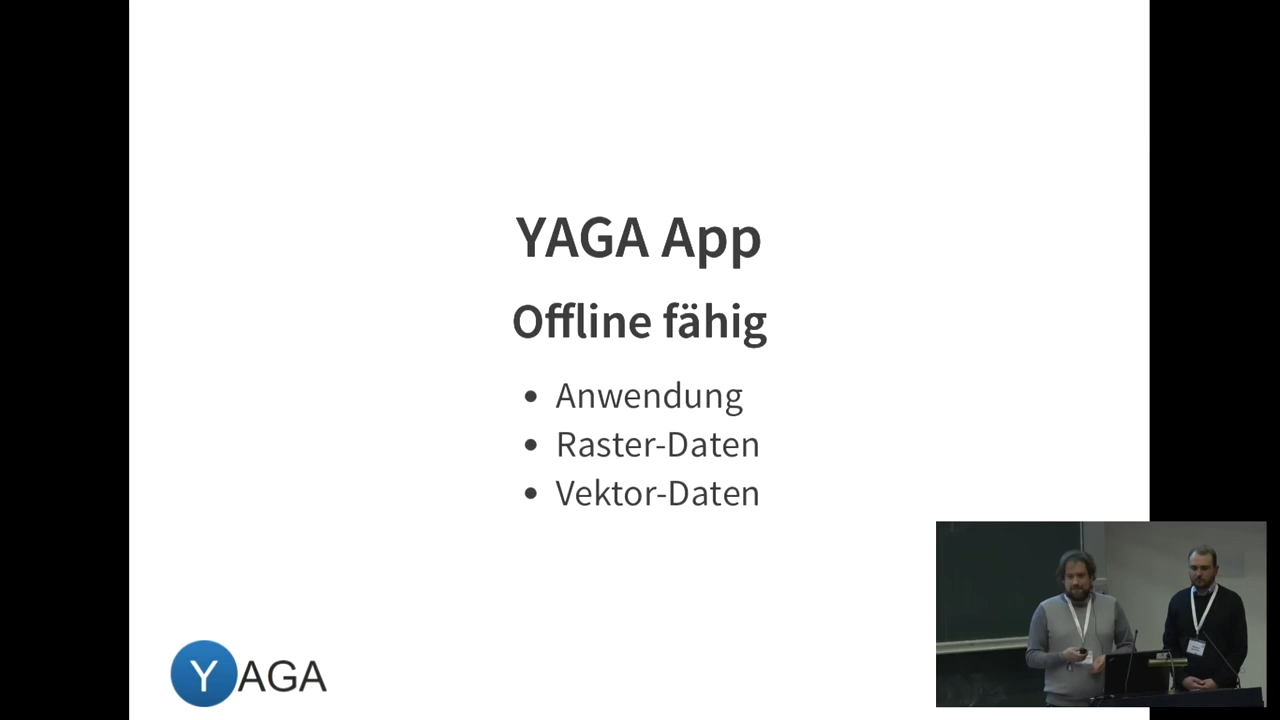 YAGA App
Offline fähig
Anwendung
Raster-Daten
Vektor-Daten
YAGA